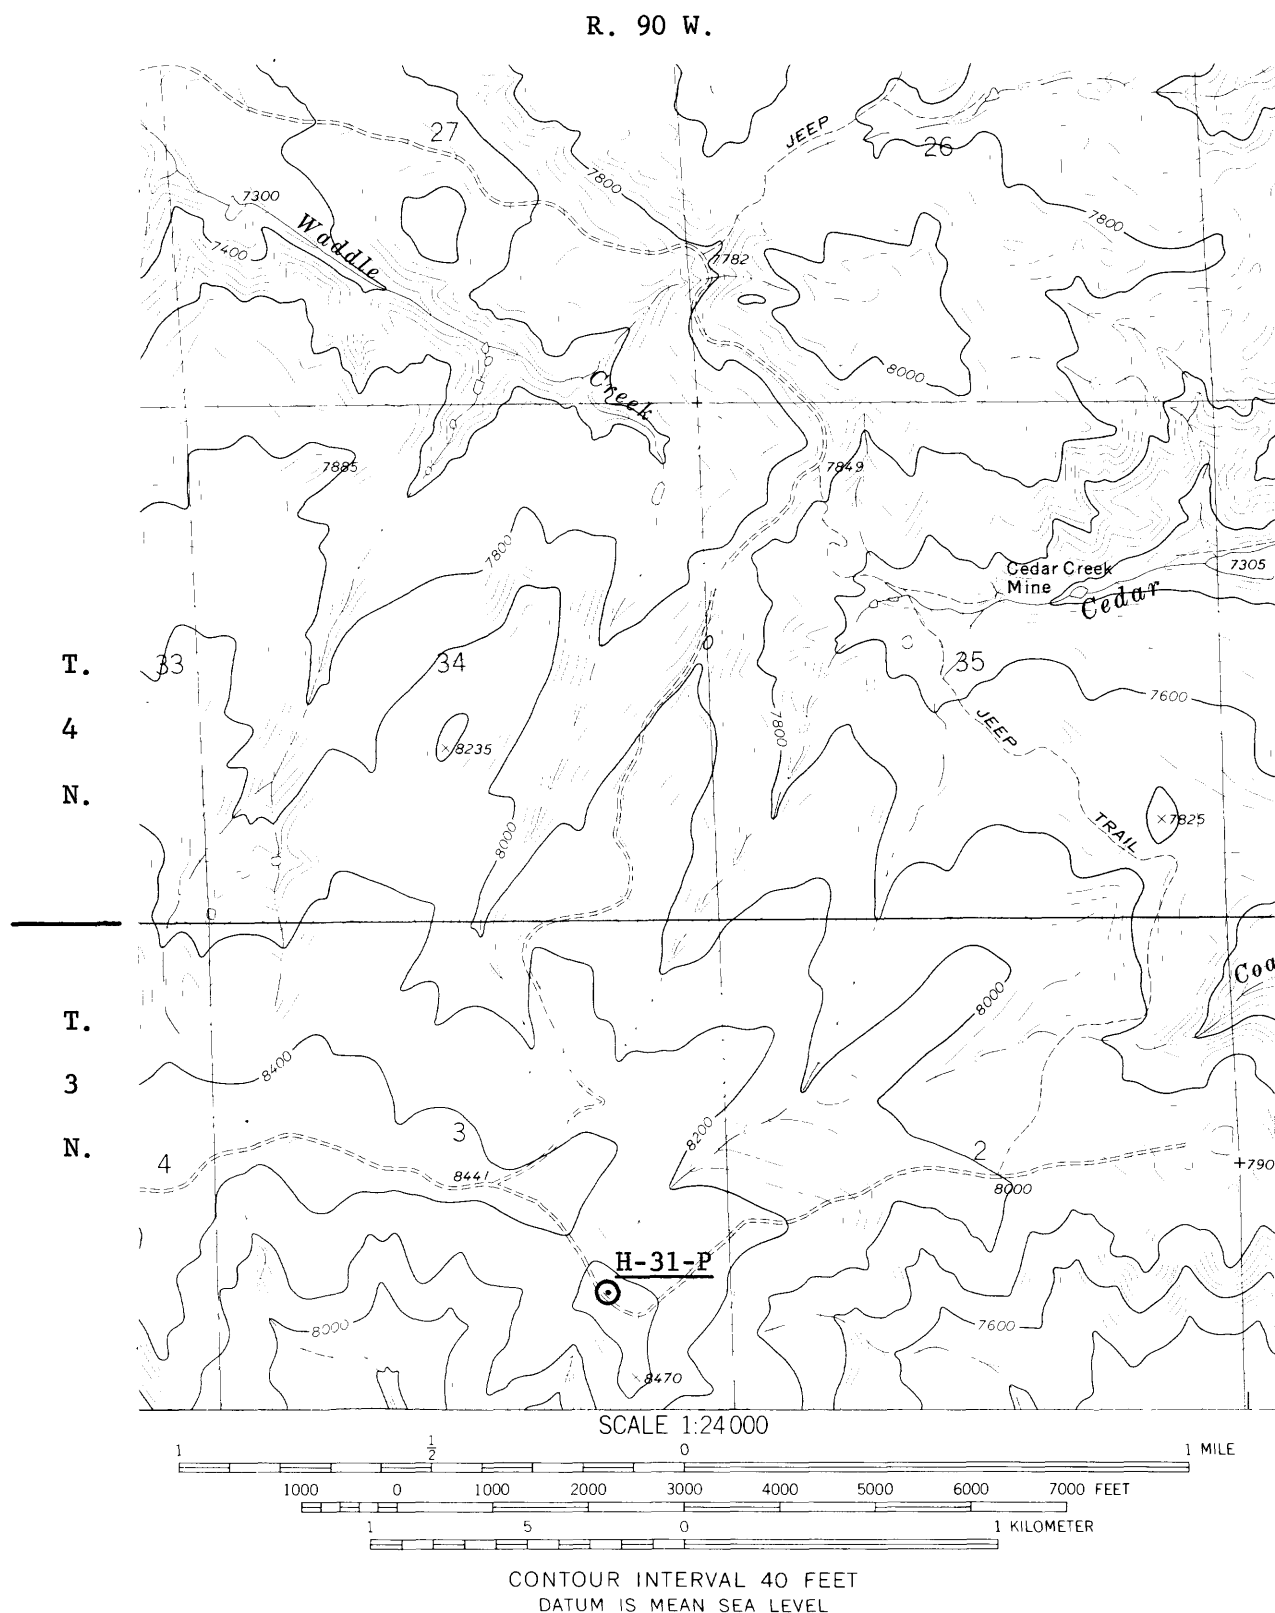 R. 90 W.
27
JEEP
26
7300
7800
7800
Waddle
7400
7782
8000
Creek
7885
7849
7800
Cedar Creek
Mine
Cedar
7305
T.
4
N.
33
34
35
7600
7800
JEEP
8235
TRAIL
7825
8000
Coa
T.
3
N.
8000
8400
8200
3
4
2
8441
8000
790
H-31-P
8000
7600
8470
SCALE 1:24000
1 1/2 0 1 MILE
1000 0 1000 2000 3000 4000 5000 6000 7000 FEET
1 5 0 1 KILOMETER
CONTOUR INTERVAL 40 FEET
DATUM IS MEAN SEA LEVEL